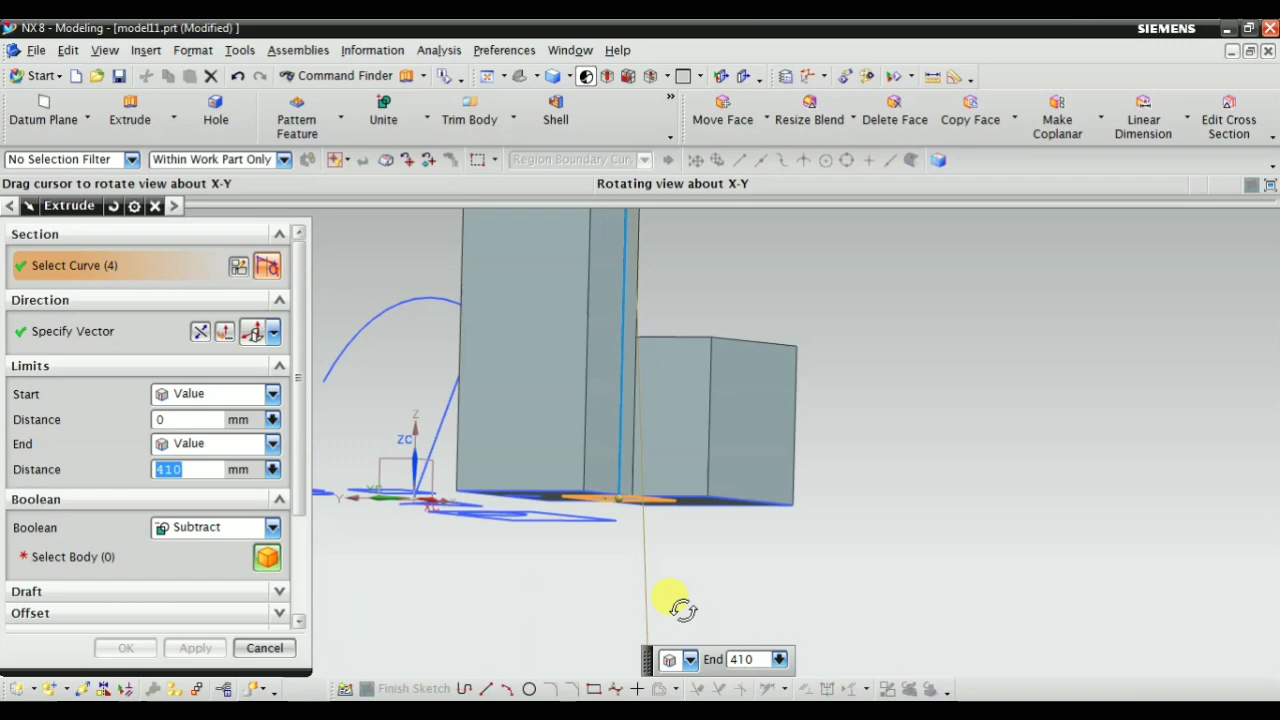 NX 8 - Modeling - [model11.prt (Modified) ]
SIEMENS
File Edit View Insert Format Tools Assemblies Information Analysis Preferences Window Help
Start Command Finder
Datum Plane Extrude Hole Pattern Feature Unite Trim Body Shell Move Face Resize Blend Delete Face Copy Face Make Coplanar Linear Dimension Edit Cross Section
No Selection Filter Within Work Part Only Region Boundary Cur
Drag cursor to rotate view about X-Y Rotating view about X-Y
Extrude
Section
Select Curve (4)
Direction
Specify Vector
Limits
Start Value
Distance 0 mm
End Value
Distance 410 mm
Boolean
Boolean Subtract
* Select Body (0)
Draft
Offset
OK Apply Cancel
Z
ZC
Y
XC
End 410
Finish Sketch